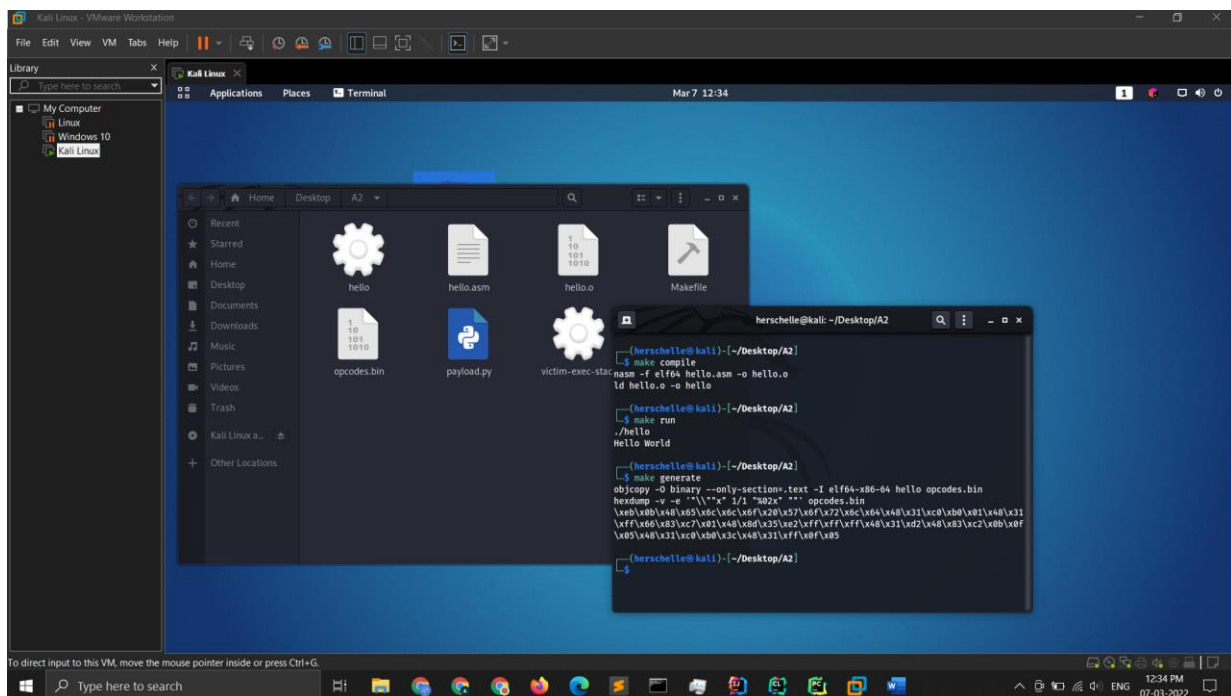 Kali Linux - VMware Workstation
File Edit View VM Tabs Help
Library
Type here to search
My Computer
Linux
Windows 10
Kali Linux
Kali Linux
Applications Places Terminal Mar 7 12:34 1
Home Desktop A2
Recent
Starred
Home
Desktop
Documents
Downloads
Music
Pictures
Videos
Trash
Kali Linux a...
Other Locations
hello hello.asm hello.o Makefile
opcodes.bin payload.py victim-exec-stac
herschelle@kali: ~/Desktop/A2
(herschelle㉿kali)-[~/Desktop/A2]
$ make compile
nasm -f elf64 hello.asm -o hello.o
ld hello.o -o hello
(herschelle㉿kali)-[~/Desktop/A2]
$ make run
./hello
Hello World
(herschelle㉿kali)-[~/Desktop/A2]
$ make generate
objcopy -O binary --only-section=.text -I elf64-x86-64 hello opcodes.bin
hexdump -v -e '"\\""x" 1/1 "%02x" ""' opcodes.bin
\xeb\x0b\x48\x65\x6c\x6c\x6f\x20\x57\x6f\x72\x6c\x64\x48\x31\xc0\xb0\x01\x48\x31
\xff\x66\x83\xc7\x01\x48\x8d\x35\xe2\xff\xff\xff\x48\x31\xd2\x48\x83\xc2\x0b\x0f
\x05\x48\x31\xc0\xb0\x3c\x48\x31\xff\x0f\x05
(herschelle㉿kali)-[~/Desktop/A2]
$
To direct input to this VM, move the mouse pointer inside or press Ctrl+G.
Type here to search
ENG
12:34 PM
07-03-2022